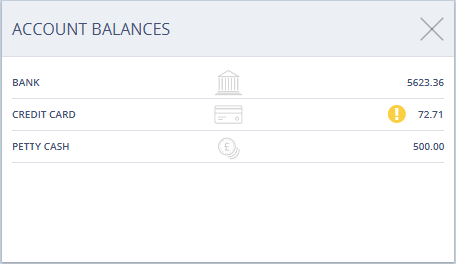 ACCOUNT BALANCES
BANK 5623.36
CREDIT CARD ! 72.71
PETTY CASH £ 500.00